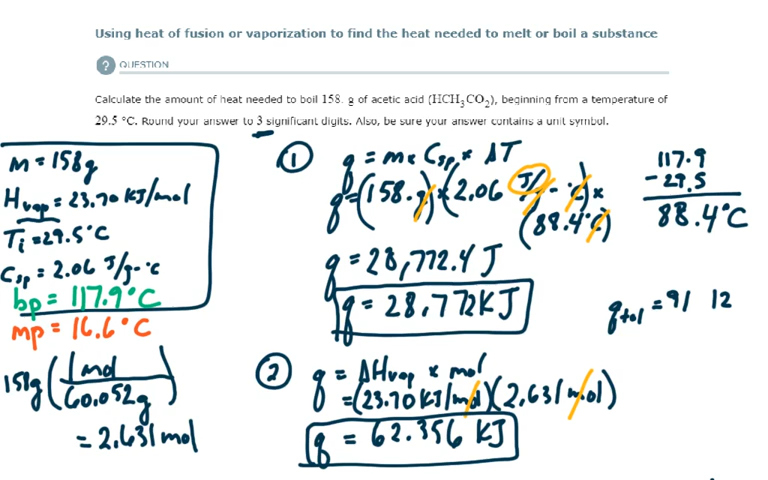 Using heat of fusion or vaporization to find the heat needed to melt or boil a substance
? QUESTION
Calculate the amount of heat needed to boil 158. g of acetic acid (HCH₃CO₂), beginning from a temperature of
29.5 °C. Round your answer to 3 significant digits. Also, be sure your answer contains a unit symbol.
M = 158g
Hvap = 23.70 KJ/mol
Ti = 29.5°C
Csp = 2.06 J/g-°C
bp = 117.9°C
mp = 16.6°C
158g (1 mol / 60.052g)
= 2.631 mol
① q = m x Csp x ΔT
q = (158.g) x (2.06 J/g-°C) x
(88.4°C)
q = 28,772.4 J
q = 28.772 KJ
117.9
- 29.5
88.4°C
qtot = 91 12
② q = ΔHvap x mol
= (23.70 KJ/mol)(2.631 mol)
q = 62.356 KJ